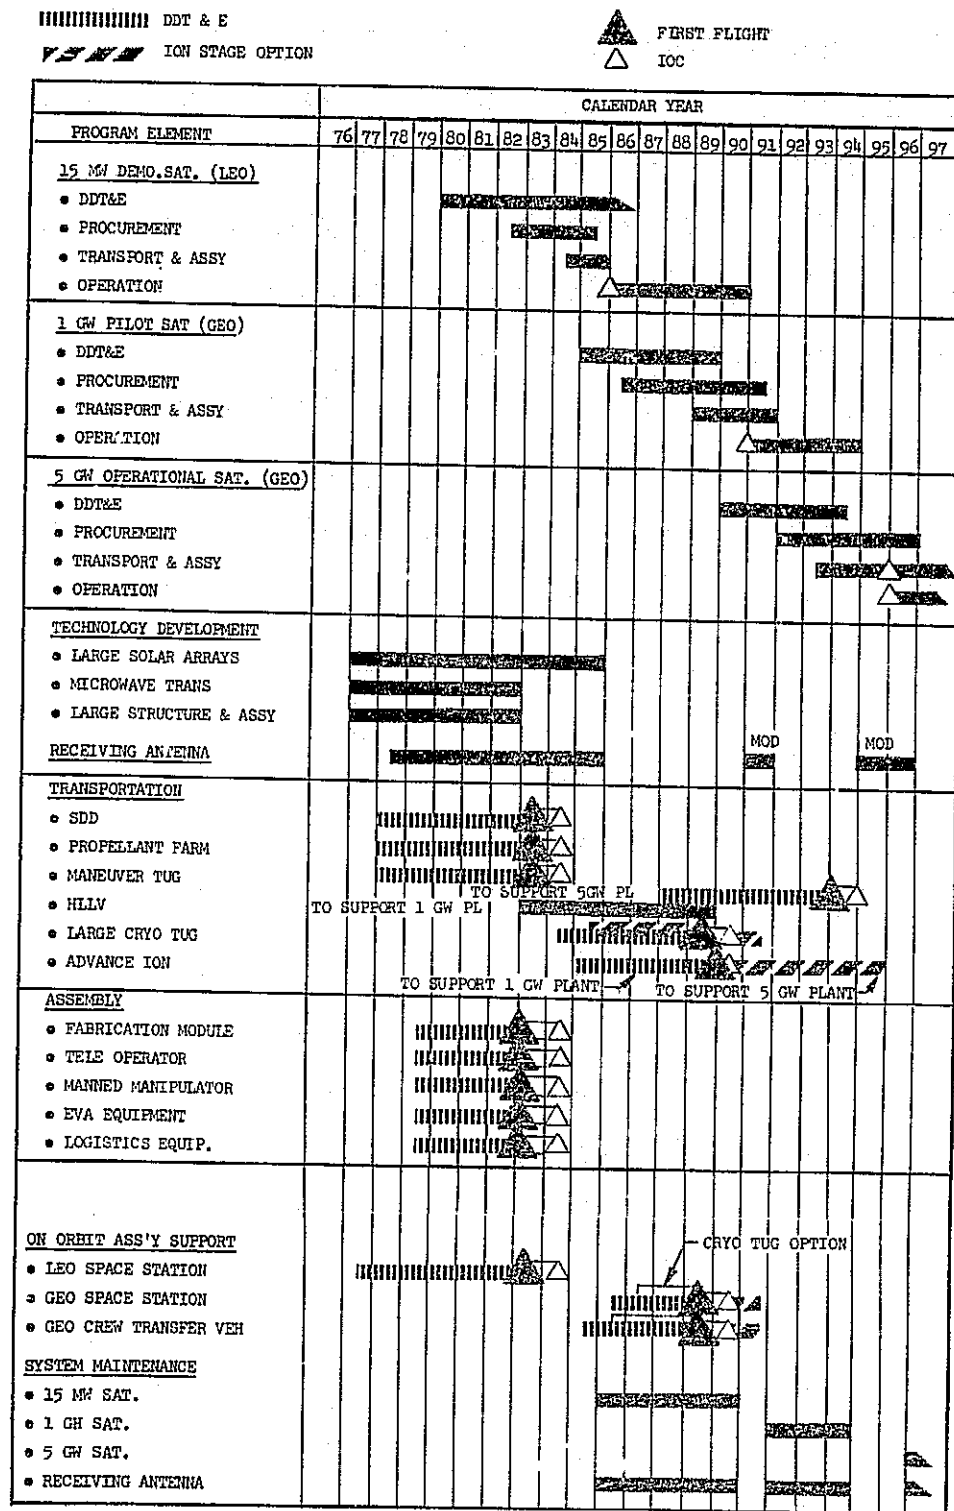 DDT & E
ION STAGE OPTION
FIRST FLIGHT
IOC
CALENDAR YEAR
PROGRAM ELEMENT 76 77 78 79 80 81 82 83 84 85 86 87 88 89 90 91 92 93 94 95 96 97
15 MW DEMO.SAT. (LEO)
• DDT&E
• PROCUREMENT
• TRANSPORT & ASSY
• OPERATION
1 GW PILOT SAT (GEO)
• DDT&E
• PROCUREMENT
• TRANSPORT & ASSY
• OPERATION
5 GW OPERATIONAL SAT. (GEO)
• DDT&E
• PROCUREMENT
• TRANSPORT & ASSY
• OPERATION
TECHNOLOGY DEVELOPMENT
• LARGE SOLAR ARRAYS
• MICROWAVE TRANS
• LARGE STRUCTURE & ASSY
RECEIVING ANTENNA MOD MOD
TRANSPORTATION
• SDD
• PROPELLANT FARM
• MANEUVER TUG
TO SUPPORT 5GW PL
• HLLV TO SUPPORT 1 GW PL
• LARGE CRYO TUG
• ADVANCE ION
TO SUPPORT 1 GW PLANT TO SUPPORT 5 GW PLANT
ASSEMBLY
• FABRICATION MODULE
• TELE OPERATOR
• MANNED MANIPULATOR
• EVA EQUIPMENT
• LOGISTICS EQUIP.
ON ORBIT ASS'Y SUPPORT CRYO TUG OPTION
• LEO SPACE STATION
• GEO SPACE STATION
• GEO CREW TRANSFER VEH
SYSTEM MAINTENANCE
• 15 MW SAT.
• 1 GH SAT.
• 5 GW SAT.
• RECEIVING ANTENNA